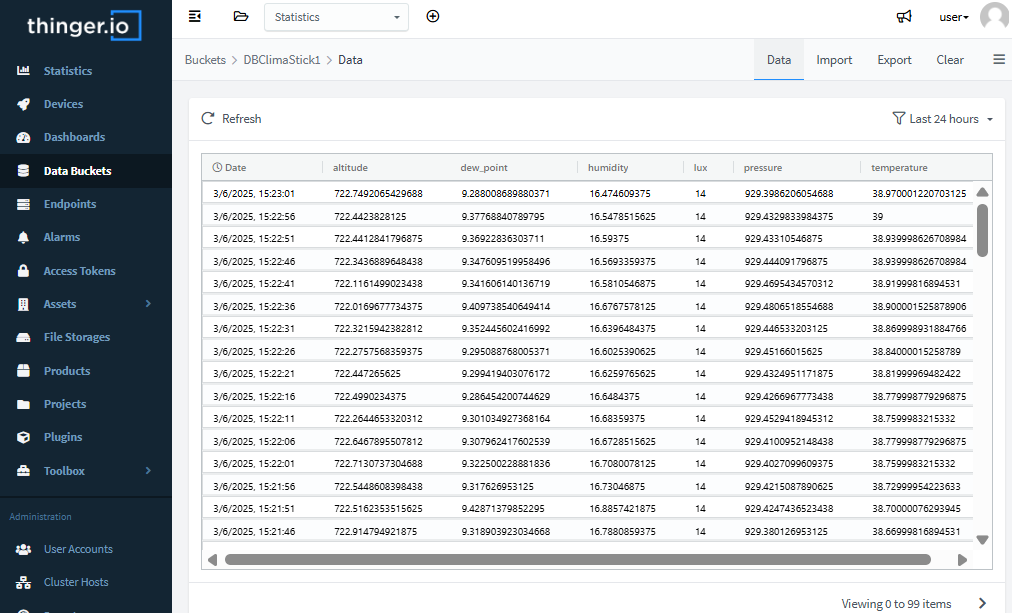 thinger.io
Statistics
Devices
Dashboards
Data Buckets
Endpoints
Alarms
Access Tokens
Assets
File Storages
Products
Projects
Plugins
Toolbox
Administration
User Accounts
Cluster Hosts
Statistics
user
Buckets > DBClimaStick1 > Data
Data Import Export Clear
Refresh
Last 24 hours
Date altitude dew_point humidity lux pressure temperature
3/6/2025, 15:23:01 722.7492065429688 9.288008689880371 16.474609375 14 929.3986206054688 38.970001220703125
3/6/2025, 15:22:56 722.4423828125 9.37768840789795 16.5478515625 14 929.4329833984375 39
3/6/2025, 15:22:51 722.4412841796875 9.36922836303711 16.59375 14 929.43310546875 38.939998626708984
3/6/2025, 15:22:46 722.3436889648438 9.347609519958496 16.5693359375 14 929.444091796875 38.939998626708984
3/6/2025, 15:22:41 722.1161499023438 9.341606140136719 16.5810546875 14 929.4695434570312 38.91999816894531
3/6/2025, 15:22:36 722.0169677734375 9.409738540649414 16.6767578125 14 929.4806518554688 38.900001525878906
3/6/2025, 15:22:31 722.3215942382812 9.352445602416992 16.6396484375 14 929.446533203125 38.869998931884766
3/6/2025, 15:22:26 722.2757568359375 9.295088768005371 16.6025390625 14 929.45166015625 38.84000015258789
3/6/2025, 15:22:21 722.447265625 9.299419403076172 16.6259765625 14 929.4324951171875 38.81999969482422
3/6/2025, 15:22:16 722.4990234375 9.286454200744629 16.6484375 14 929.4266967773438 38.779998779296875
3/6/2025, 15:22:11 722.2644653320312 9.301034927368164 16.68359375 14 929.4529418945312 38.7599983215332
3/6/2025, 15:22:06 722.6467895507812 9.307962417602539 16.6728515625 14 929.4100952148438 38.779998779296875
3/6/2025, 15:22:01 722.7130737304688 9.322500228881836 16.7080078125 14 929.4027099609375 38.7599983215332
3/6/2025, 15:21:56 722.5448608398438 9.317626953125 16.73046875 14 929.4215087890625 38.72999954223633
3/6/2025, 15:21:51 722.5162353515625 9.42871379852295 16.8857421875 14 929.4247436523438 38.70000076293945
3/6/2025, 15:21:46 722.914794921875 9.318903923034668 16.7880859375 14 929.380126953125 38.66999816894531
Viewing 0 to 99 items